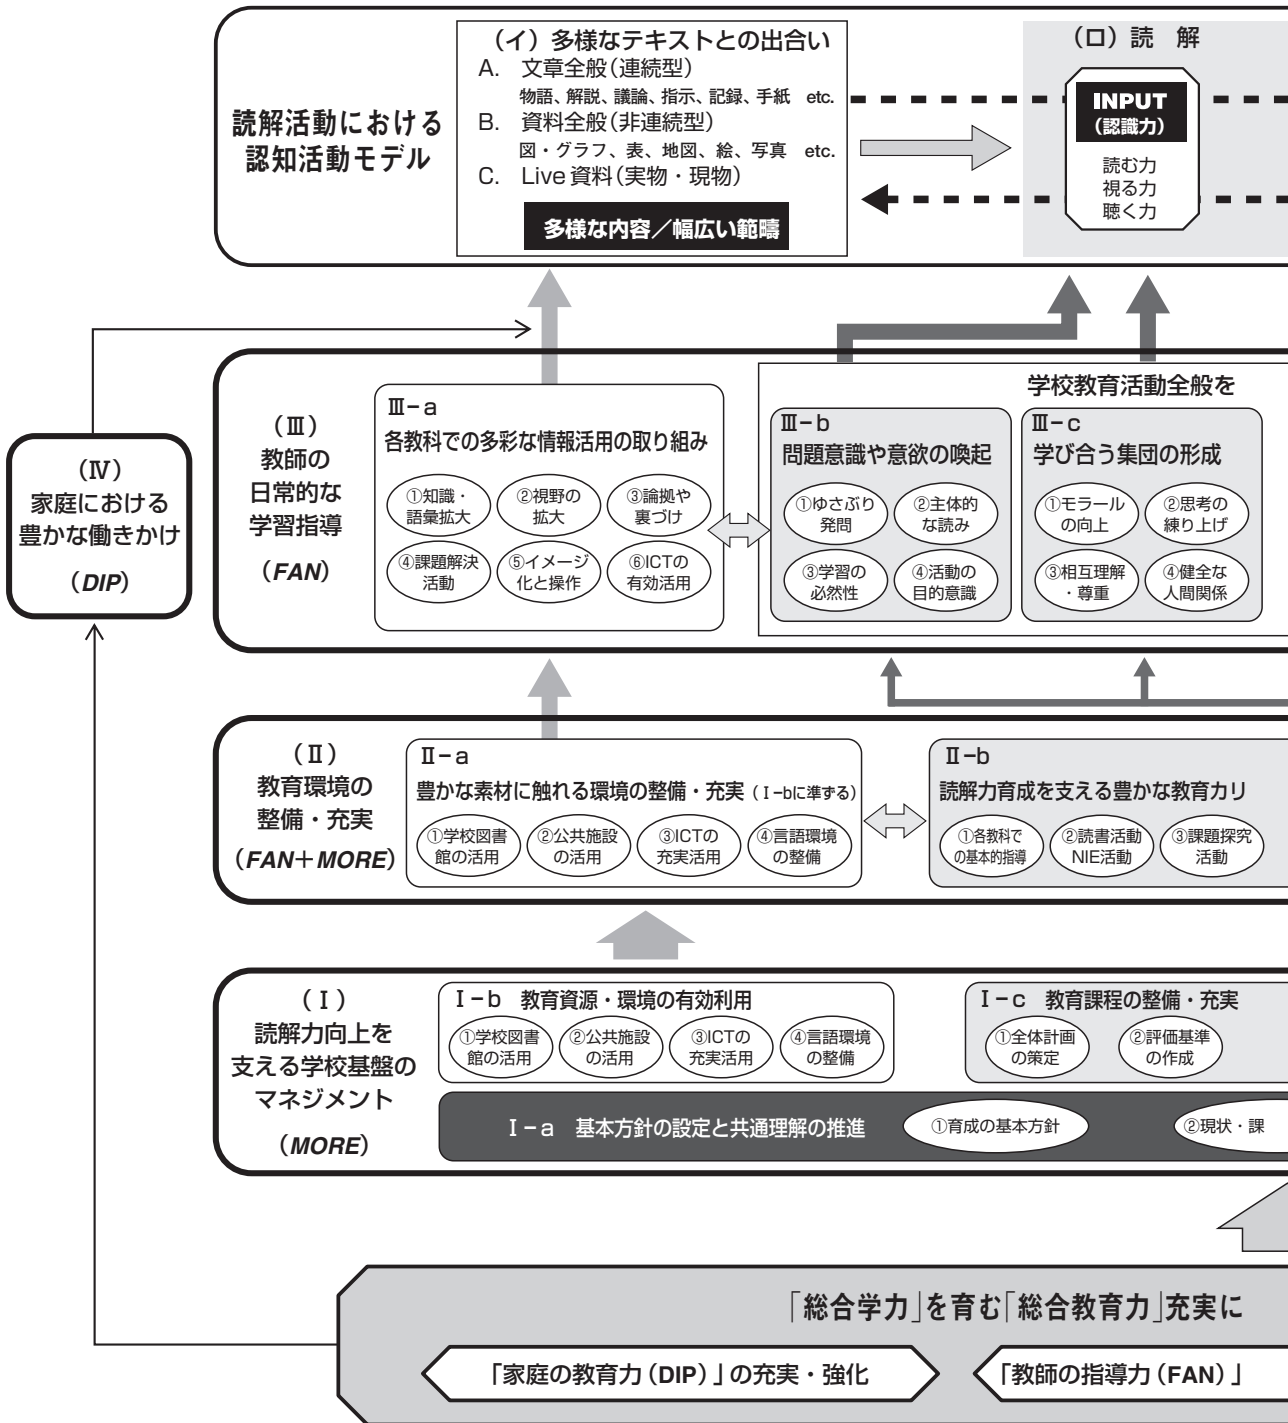 読解活動における
認知活動モデル
(イ)多様なテキストとの出合い
A. 文章全般(連続型)
物語、解説、議論、指示、記録、手紙 etc.
B. 資料全般(非連続型)
図・グラフ、表、地図、絵、写真 etc.
C. Live 資料(実物・現物)
多様な内容／幅広い範疇
(ロ)読 解
INPUT
(認識力)
読む力
視る力
聴く力
(Ⅳ)
家庭における
豊かな働きかけ
(DIP)
(Ⅲ)
教師の
日常的な
学習指導
(FAN)
Ⅲ−a
各教科での多彩な情報活用の取り組み
①知識・
語彙拡大
②視野の
拡大
③論拠や
裏づけ
④課題解決
活動
⑤イメージ
化と操作
⑥ICTの
有効活用
学校教育活動全般を
Ⅲ−b
問題意識や意欲の喚起
①ゆさぶり
発問
②主体的
な読み
③学習の
必然性
④活動の
目的意識
Ⅲ−c
学び合う集団の形成
①モラール
の向上
②思考の
練り上げ
③相互理解
・尊重
④健全な
人間関係
(Ⅱ)
教育環境の
整備・充実
(FAN＋MORE)
Ⅱ−a
豊かな素材に触れる環境の整備・充実(Ⅰ−bに準ずる)
①学校図書
館の活用
②公共施設
の活用
③ICTの
充実活用
④言語環境
の整備
Ⅱ−b
読解力育成を支える豊かな教育カリ
①各教科で
の基本的指導
②読書活動
NIE活動
③課題探究
活動
(Ⅰ)
読解力向上を
支える学校基盤の
マネジメント
(MORE)
Ⅰ−b 教育資源・環境の有効利用
①学校図書
館の活用
②公共施設
の活用
③ICTの
充実活用
④言語環境
の整備
Ⅰ−c 教育課程の整備・充実
①全体計画
の策定
②評価基準
の作成
Ⅰ−a 基本方針の設定と共通理解の推進
①育成の基本方針
②現状・課
「総合学力」を育む「総合教育力」充実に
「家庭の教育力(DIP)」の充実・強化
「教師の指導力(FAN)」